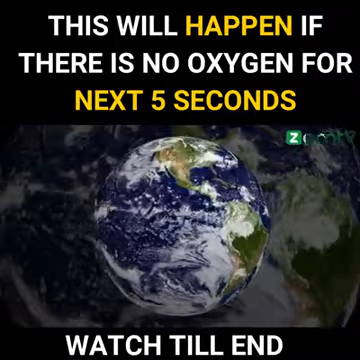 THIS WILL HAPPEN IF
THERE IS NO OXYGEN FOR
NEXT 5 SECONDS
WATCH TILL END